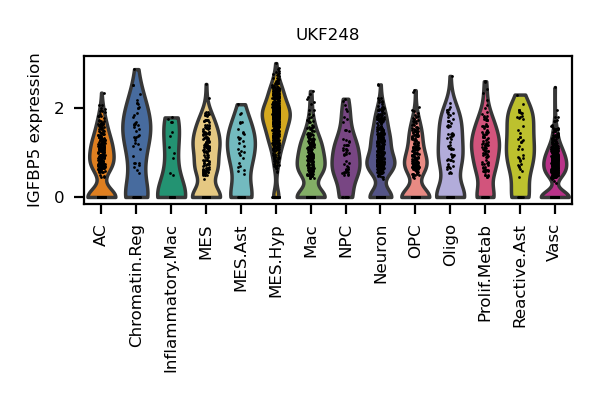 UKF248
IGFBP5 expression
2
0
AC
Chromatin.Reg
Inflammatory.Mac
MES
MES.Ast
MES.Hyp
Mac
NPC
Neuron
OPC
Oligo
Prolif.Metab
Reactive.Ast
Vasc